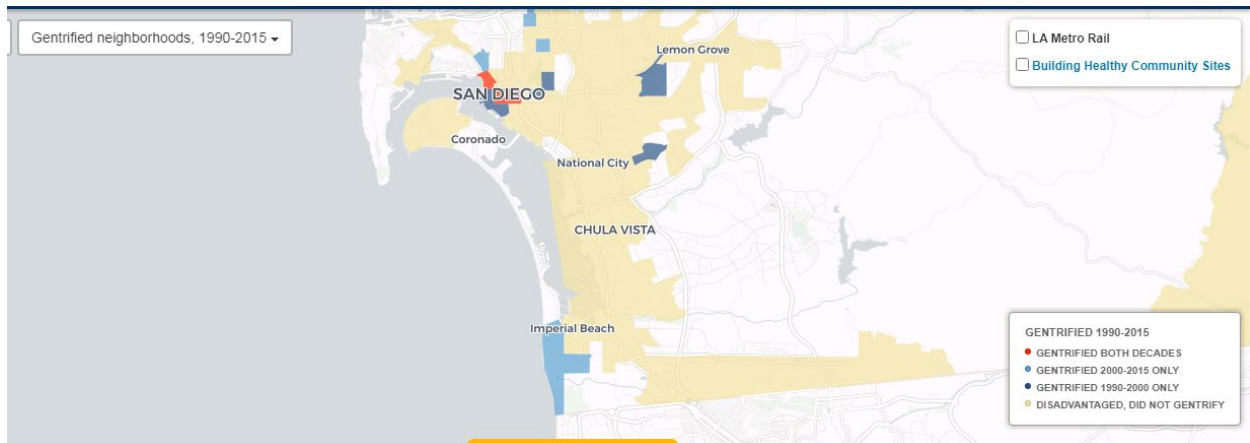 Gentrified neighborhoods, 1990-2015
LA Metro Rail
Building Healthy Community Sites
Lemon Grove
SAN DIEGO
Coronado
National City
CHULA VISTA
Imperial Beach
GENTRIFIED 1990-2015
GENTRIFIED BOTH DECADES
GENTRIFIED 2000-2015 ONLY
GENTRIFIED 1990-2000 ONLY
DISADVANTAGED, DID NOT GENTRIFY